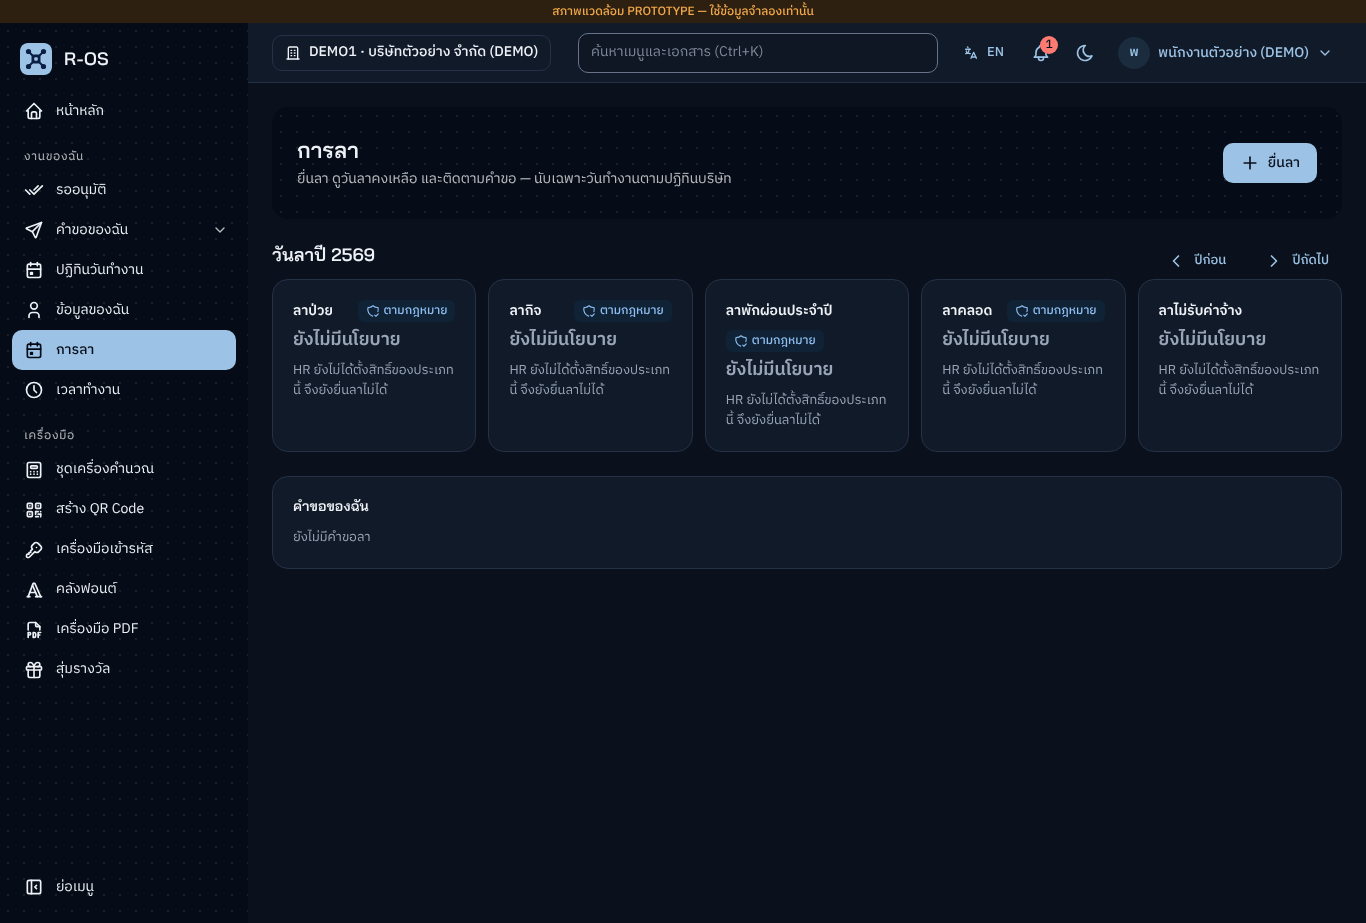 สภาพแวดล้อม PROTOTYPE — ใช้ข้อมูลจำลองเท่านั้น
R-OS
DEMO1 · บริษัทตัวอย่าง จำกัด (DEMO)
ค้นหาเมนูและเอกสาร (Ctrl+K)
EN
1
พ
พนักงานตัวอย่าง (DEMO)
หน้าหลัก
งานของฉัน
รออนุมัติ
คำขอของฉัน
ปฏิทินวันทำงาน
ข้อมูลของฉัน
การลา
เวลาทำงาน
เครื่องมือ
ชุดเครื่องคำนวณ
สร้าง QR Code
เครื่องมือเข้ารหัส
คลังฟอนต์
PDF
เครื่องมือ PDF
สุ่มรางวัล
ย่อเมนู
การลา
ยื่นลา ดูวันลาคงเหลือ และติดตามคำขอ — นับเฉพาะวันทำงานตามปฏิทินบริษัท
ยื่นลา
วันลาปี 2569
ปีก่อน
ปีถัดไป
ลาป่วย
ตามกฎหมาย
ยังไม่มีนโยบาย
HR ยังไม่ได้ตั้งสิทธิ์ของประเภท
นี้ จึงยังยื่นลาไม่ได้
ลากิจ
ตามกฎหมาย
ยังไม่มีนโยบาย
HR ยังไม่ได้ตั้งสิทธิ์ของประเภท
นี้ จึงยังยื่นลาไม่ได้
ลาพักผ่อนประจำปี
ตามกฎหมาย
ยังไม่มีนโยบาย
HR ยังไม่ได้ตั้งสิทธิ์ของประเภท
นี้ จึงยังยื่นลาไม่ได้
ลาคลอด
ตามกฎหมาย
ยังไม่มีนโยบาย
HR ยังไม่ได้ตั้งสิทธิ์ของประเภท
นี้ จึงยังยื่นลาไม่ได้
ลาไม่รับค่าจ้าง
ยังไม่มีนโยบาย
HR ยังไม่ได้ตั้งสิทธิ์ของประเภท
นี้ จึงยังยื่นลาไม่ได้
คำขอของฉัน
ยังไม่มีคำขอลา